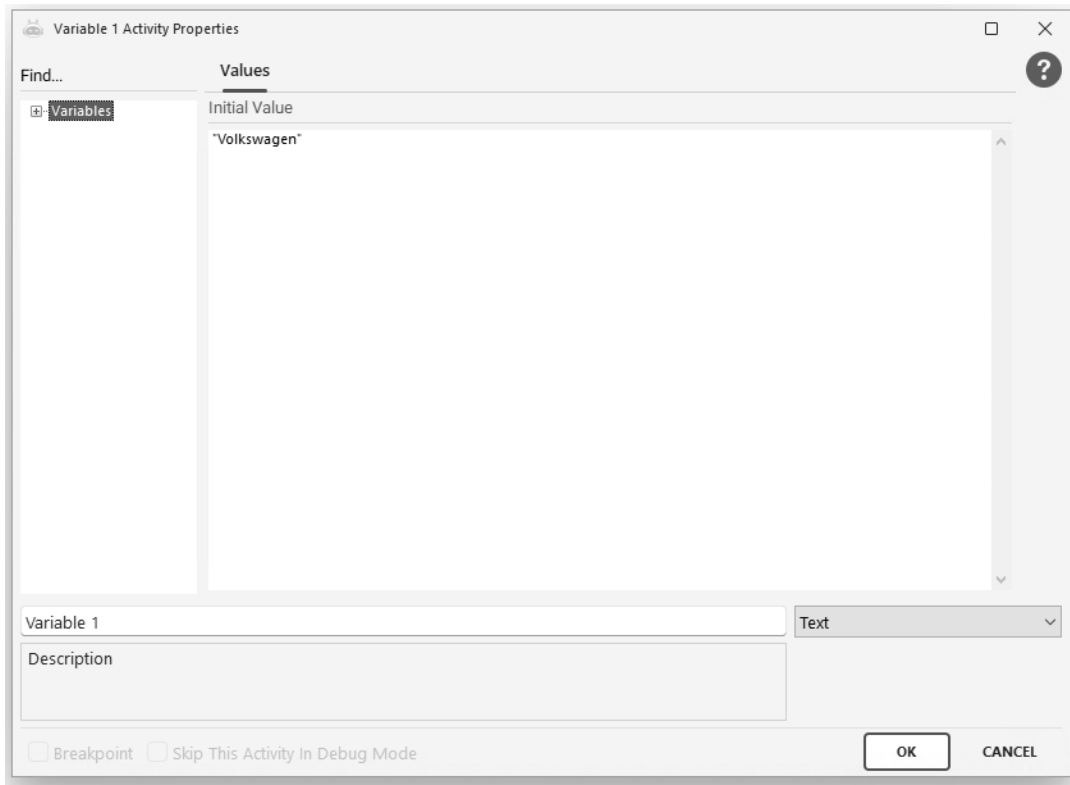 Variable 1 Activity Properties
Find...
Values
?
Variables
Initial Value
"Volkswagen"
Variable 1
Text
Description
Breakpoint
Skip This Activity In Debug Mode
OK
CANCEL